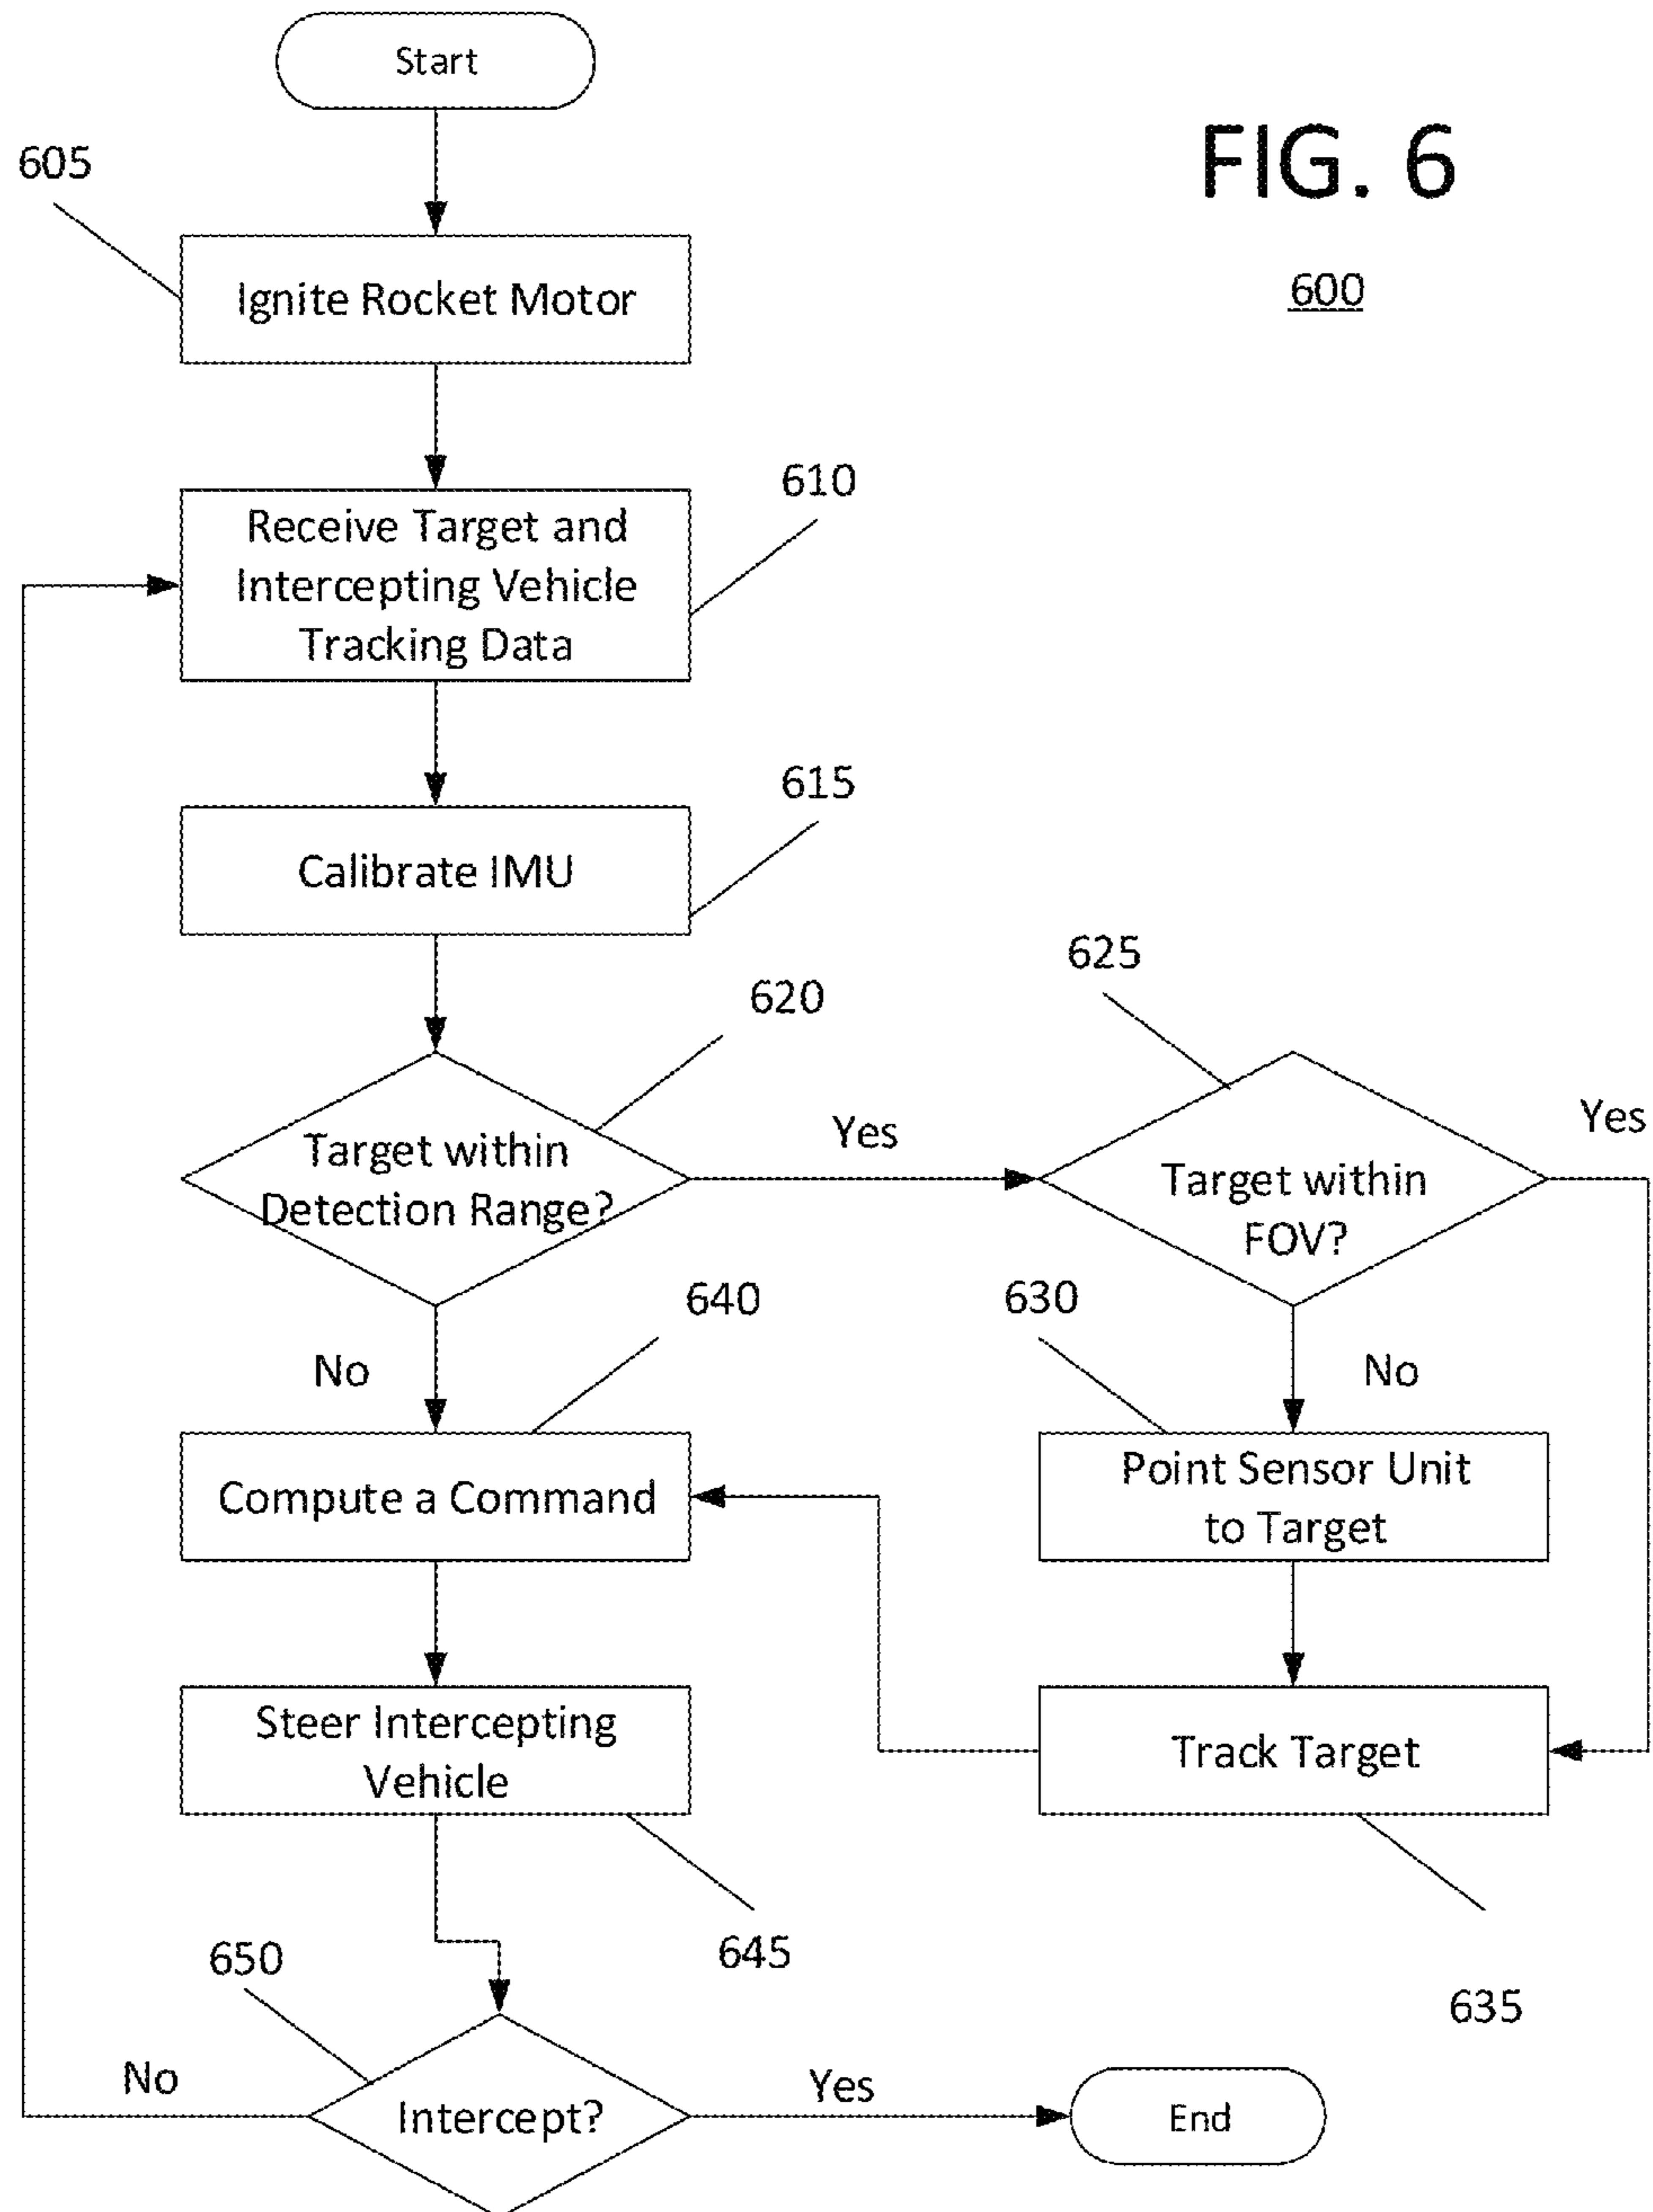 Start
FIG. 6
605
600
Ignite Rocket Motor
610
Receive Target and
Intercepting Vehicle
Tracking Data
615
Calibrate IMU
625
620
Yes
Yes
Target within
Detection Range?
Target within
FOV?
640
630
No
No
Compute a Command
Point Sensor Unit
to Target
Steer Intercepting
Vehicle
Track Target
650
645
635
No
Yes
Intercept?
End